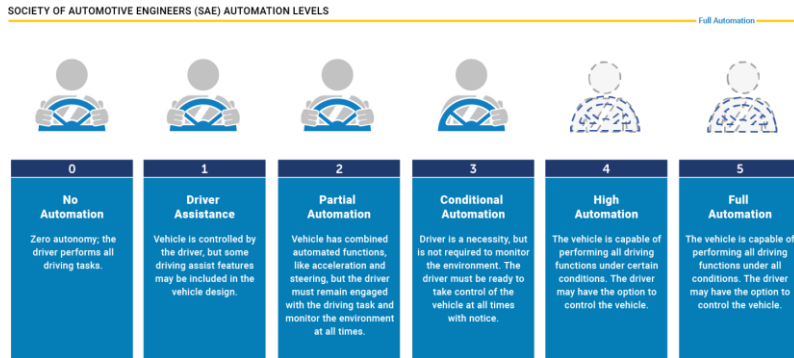 SOCIETY OF AUTOMOTIVE ENGINEERS (SAE) AUTOMATION LEVELS
Full Automation
0
No
Automation
Zero autonomy; the
driver performs all
driving tasks.
1
Driver
Assistance
Vehicle is controlled by
the driver, but some
driving assist features
may be included in the
vehicle design.
2
Partial
Automation
Vehicle has combined
automated functions,
like acceleration and
steering, but the driver
must remain engaged
with the driving task and
monitor the environment
at all times.
3
Conditional
Automation
Driver is a necessity, but
is not required to monitor
the environment. The
driver must be ready to
take control of the
vehicle at all times
with notice.
4
High
Automation
The vehicle is capable of
performing all driving
functions under certain
conditions. The driver
may have the option to
control the vehicle.
5
Full
Automation
The vehicle is capable of
performing all driving
functions under all
conditions. The driver
may have the option to
control the vehicle.